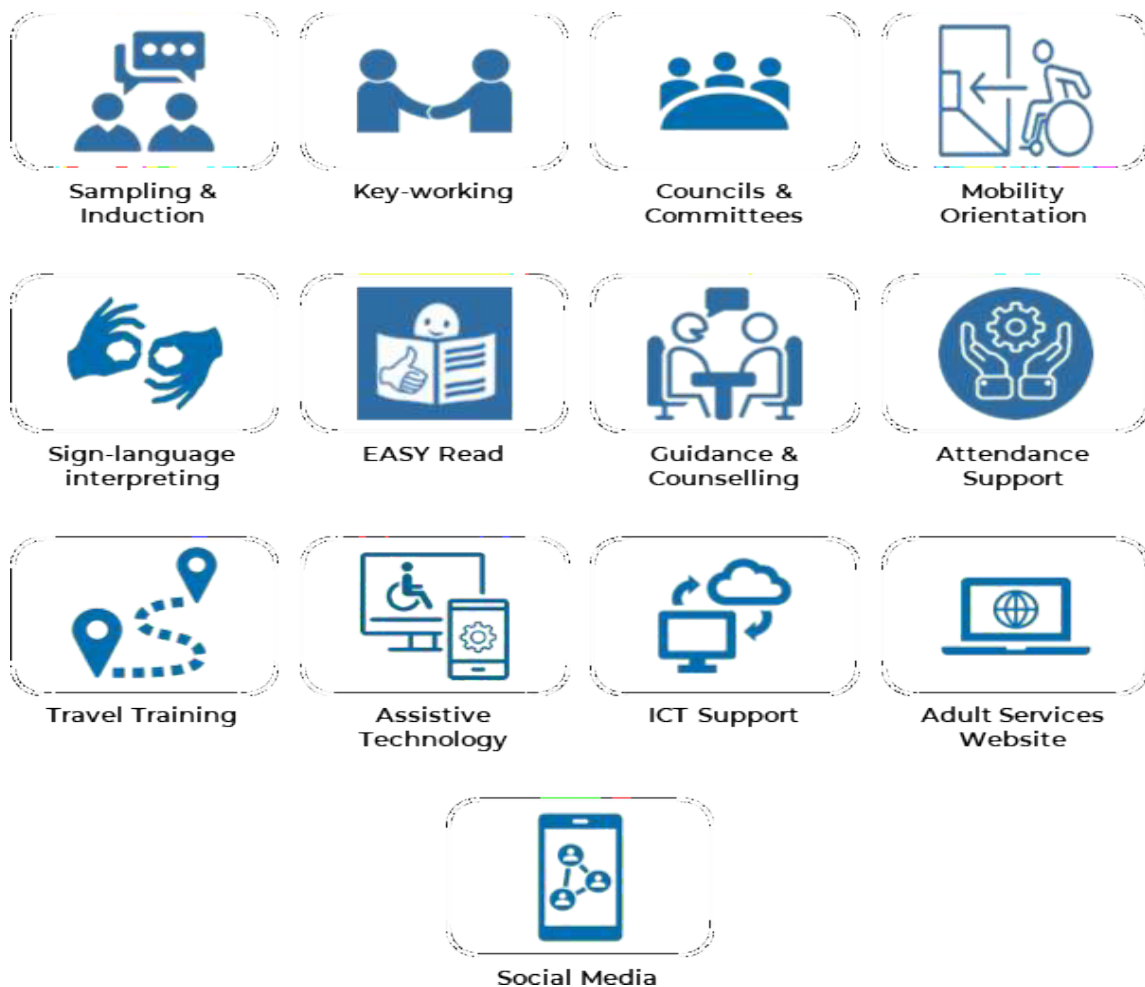 Sampling &
Induction
Key-working
Councils &
Committees
Mobility
Orientation
Sign-language
interpreting
EASY Read
Guidance &
Counselling
Attendance
Support
Travel Training
Assistive
Technology
ICT Support
Adult Services
Website
Social Media